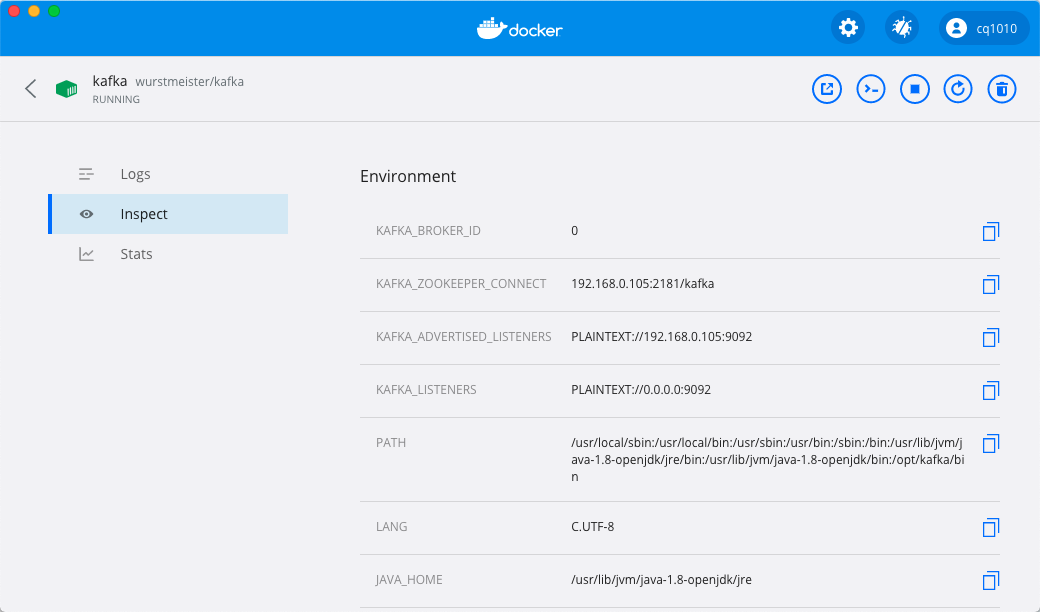 docker
cq1010
kafka wurstmeister/kafka
RUNNING
Logs
Inspect
Stats
Environment
KAFKA_BROKER_ID 0
KAFKA_ZOOKEEPER_CONNECT 192.168.0.105:2181/kafka
KAFKA_ADVERTISED_LISTENERS PLAINTEXT://192.168.0.105:9092
KAFKA_LISTENERS PLAINTEXT://0.0.0.0:9092
PATH /usr/local/sbin:/usr/local/bin:/usr/sbin:/usr/bin:/sbin:/bin:/usr/lib/jvm/j
ava-1.8-openjdk/jre/bin:/usr/lib/jvm/java-1.8-openjdk/bin:/opt/kafka/bi
n
LANG C.UTF-8
JAVA_HOME /usr/lib/jvm/java-1.8-openjdk/jre